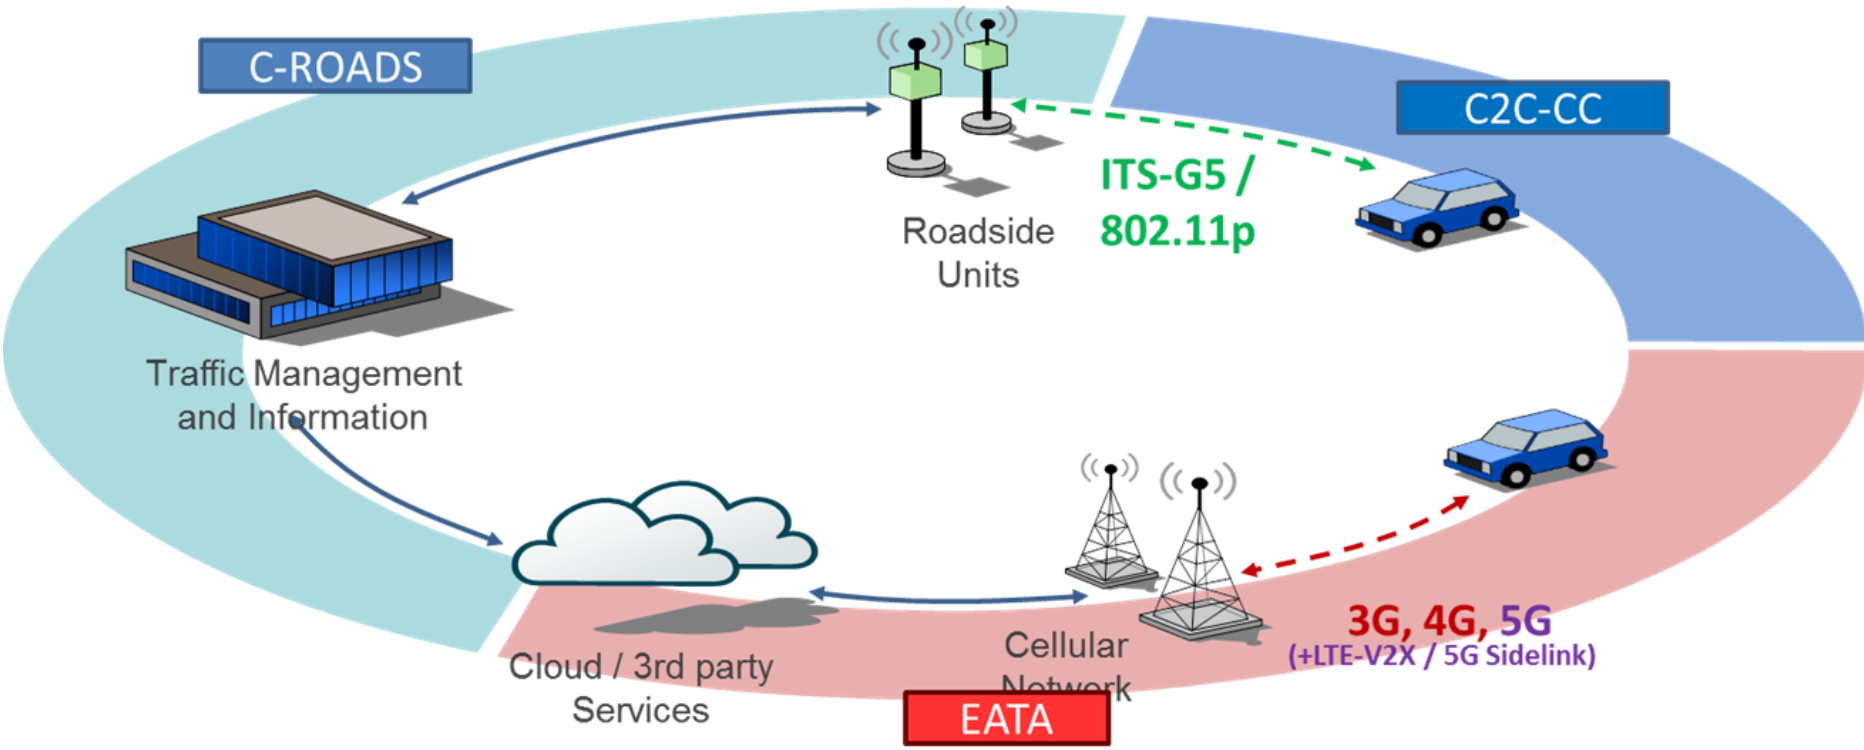 C-ROADS
C2C-CC
ITS-G5 /
802.11p
Roadside
Units
Traffic Management
and Information
3G, 4G, 5G
(+LTE-V2X / 5G Sidelink)
Cellular
Network
Cloud / 3rd party
Services
EATA